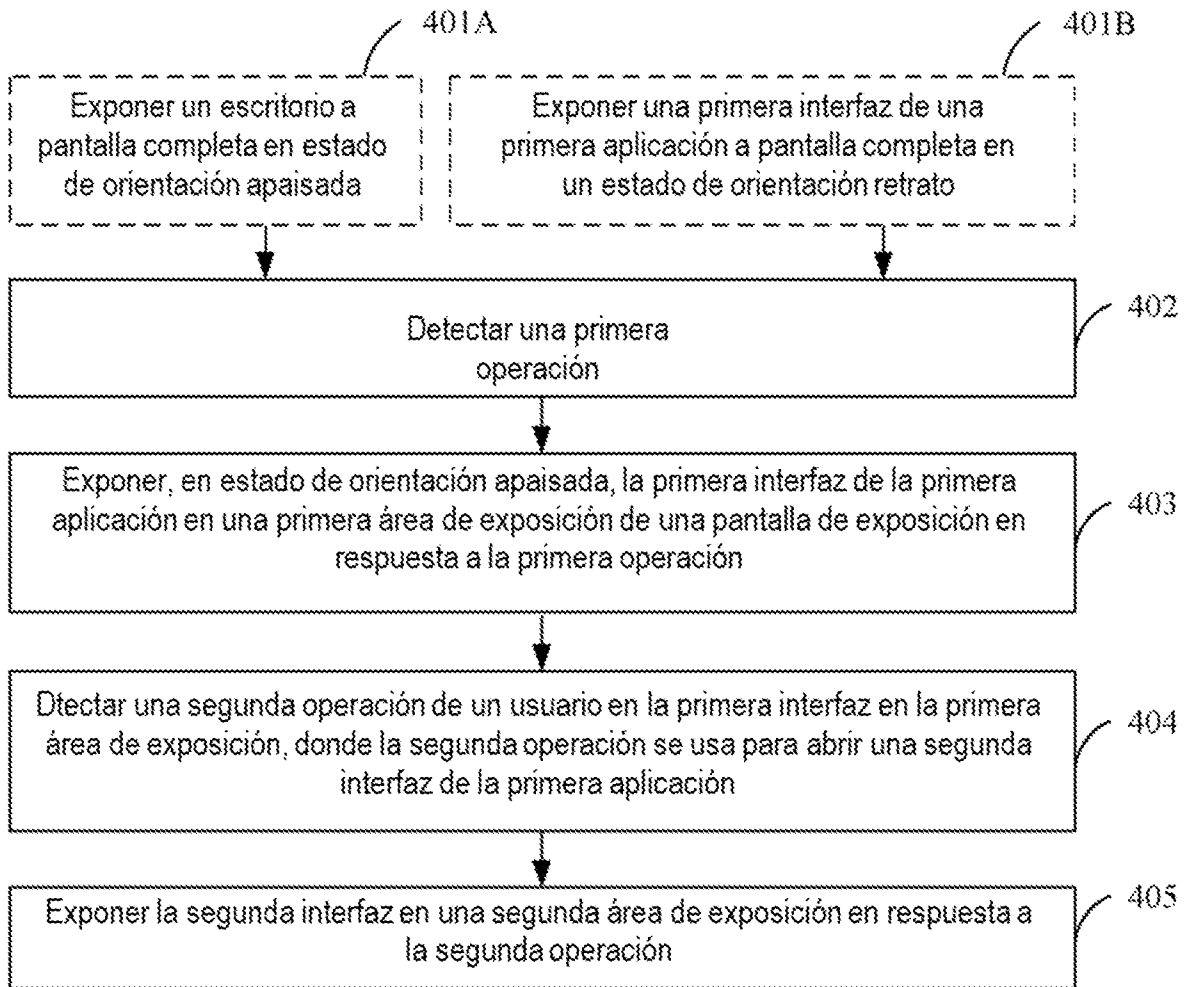 401A
401B
Exponer un escritorio a
pantalla completa en estado
de orientación apaisada
Exponer una primera interfaz de una
primera aplicación a pantalla completa en
un estado de orientación retrato
402
Detectar una primera
operación
Exponer, en estado de orientación apaisada, la primera interfaz de la primera
aplicación en una primera área de exposición de una pantalla de exposición en
respuesta a la primera operación
403
Dtectar una segunda operación de un usuario en la primera interfaz en la primera
área de exposición, donde la segunda operación se usa para abrir una segunda
interfaz de la primera aplicación
404
Exponer la segunda interfaz en una segunda área de exposición en respuesta a
la segunda operación
405